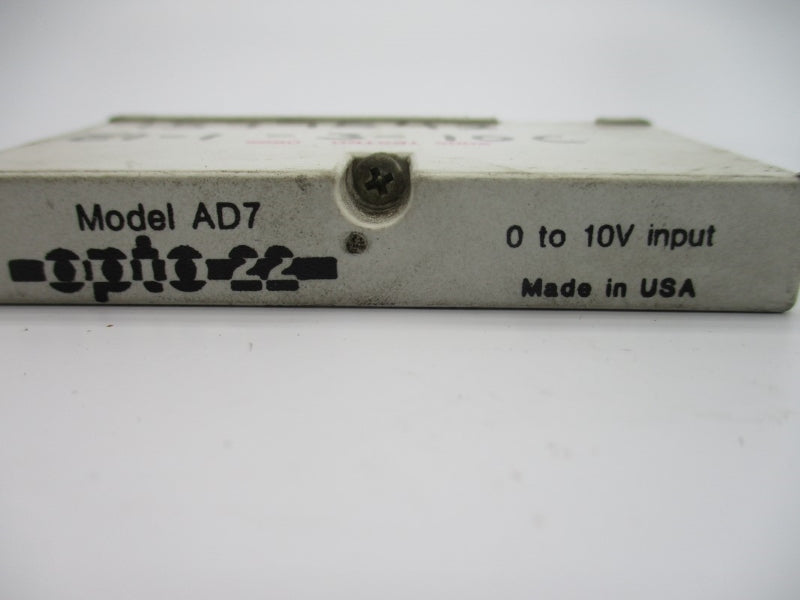 Model AD7
opto 22
0 to 10V input
Made in USA